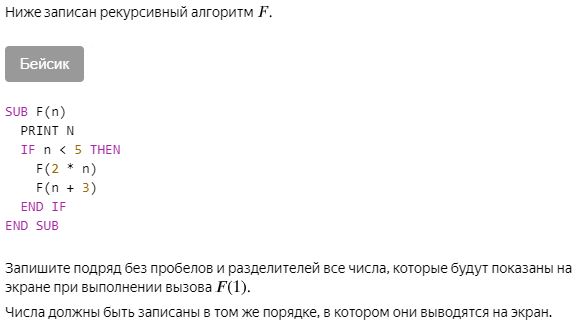 Ниже записан рекурсивный алгоритм F.
Бейсик
SUB F(n)
PRINT N
IF n < 5 THEN
F(2 * n)
F(n + 3)
END IF
END SUB
Запишите подряд без пробелов и разделителей все числа, которые будут показаны на
экране при выполнении вызова F(1).
Числа должны быть записаны в том же порядке, в котором они выводятся на экран.